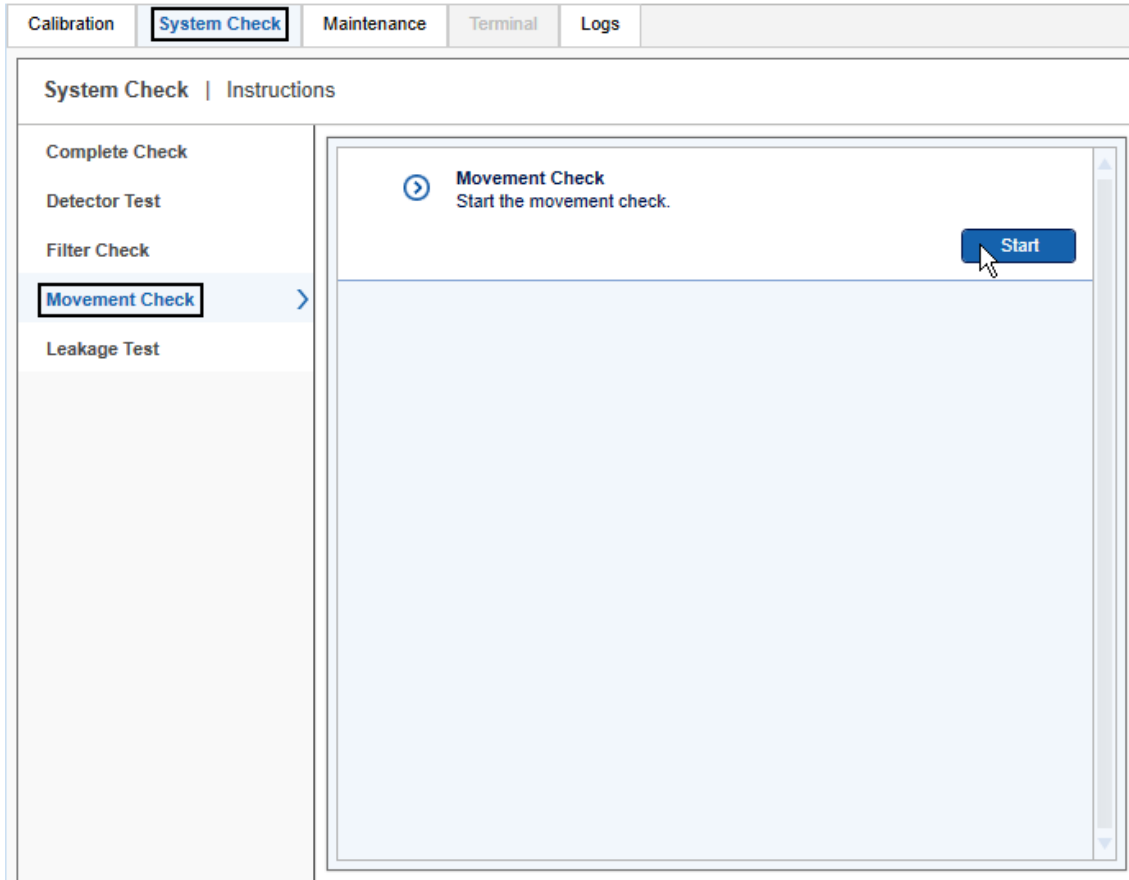 Calibration System Check Maintenance Terminal Logs
System Check | Instructions
Complete Check
Detector Test
Filter Check
Movement Check
Leakage Test
Movement Check
Start the movement check.
Start